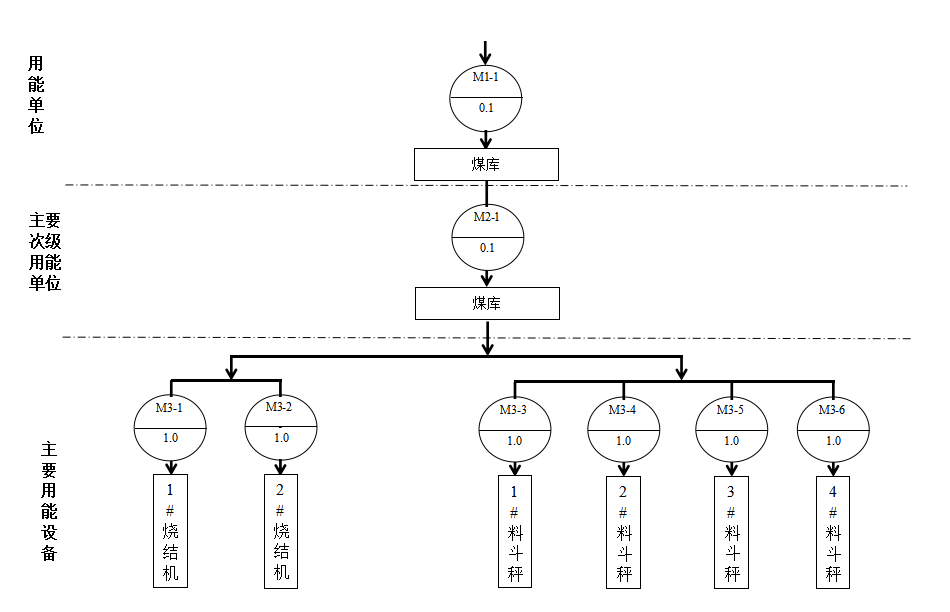 用能单位
M1-1
0.1
煤库
主要
次级
用能
单位
M2-1
0.1
煤库
主要用能设备
M3-1
1.0
M3-2
1.0
M3-3
1.0
M3-4
1.0
M3-5
1.0
M3-6
1.0
1#烧结机
2#烧结机
1#料斗秤
2#料斗秤
3#料斗秤
4#料斗秤